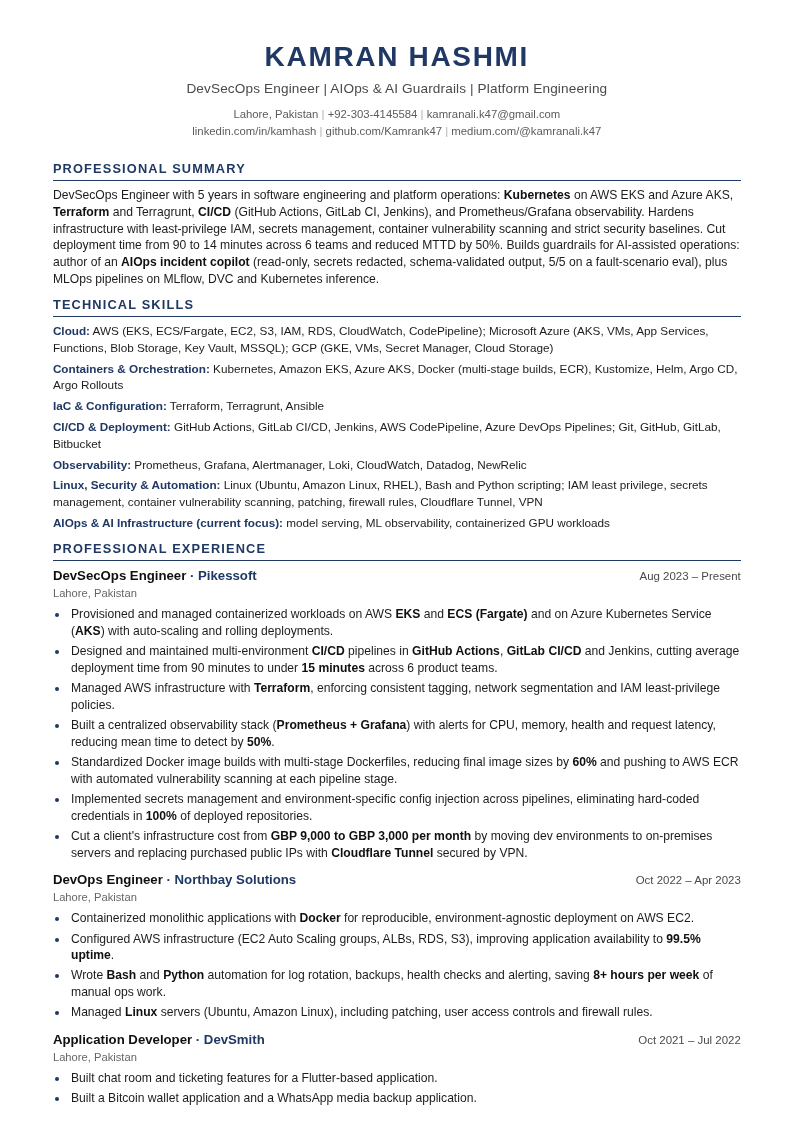 KAMRAN HASHMI
DevSecOps Engineer | AIOps & AI Guardrails | Platform Engineering
Lahore, Pakistan | +92-303-4145584 | kamranali.k47@gmail.com
linkedin.com/in/kamhash | github.com/Kamrank47 | medium.com/@kamranali.k47
PROFESSIONAL SUMMARY
DevSecOps Engineer with 5 years in software engineering and platform operations: Kubernetes on AWS EKS and Azure AKS,
Terraform and Terragrunt, CI/CD (GitHub Actions, GitLab CI, Jenkins), and Prometheus/Grafana observability. Hardens
infrastructure with least-privilege IAM, secrets management, container vulnerability scanning and strict security baselines. Cut
deployment time from 90 to 14 minutes across 6 teams and reduced MTTD by 50%. Builds guardrails for AI-assisted operations:
author of an AIOps incident copilot (read-only, secrets redacted, schema-validated output, 5/5 on a fault-scenario eval), plus
MLOps pipelines on MLflow, DVC and Kubernetes inference.
TECHNICAL SKILLS
Cloud: AWS (EKS, ECS/Fargate, EC2, S3, IAM, RDS, CloudWatch, CodePipeline); Microsoft Azure (AKS, VMs, App Services,
Functions, Blob Storage, Key Vault, MSSQL); GCP (GKE, VMs, Secret Manager, Cloud Storage)
Containers & Orchestration: Kubernetes, Amazon EKS, Azure AKS, Docker (multi-stage builds, ECR), Kustomize, Helm, Argo CD,
Argo Rollouts
IaC & Configuration: Terraform, Terragrunt, Ansible
CI/CD & Deployment: GitHub Actions, GitLab CI/CD, Jenkins, AWS CodePipeline, Azure DevOps Pipelines; Git, GitHub, GitLab,
Bitbucket
Observability: Prometheus, Grafana, Alertmanager, Loki, CloudWatch, Datadog, NewRelic
Linux, Security & Automation: Linux (Ubuntu, Amazon Linux, RHEL), Bash and Python scripting; IAM least privilege, secrets
management, container vulnerability scanning, patching, firewall rules, Cloudflare Tunnel, VPN
AIOps & AI Infrastructure (current focus): model serving, ML observability, containerized GPU workloads
PROFESSIONAL EXPERIENCE
DevSecOps Engineer · Pikessoft Aug 2023 – Present
Lahore, Pakistan
• Provisioned and managed containerized workloads on AWS EKS and ECS (Fargate) and on Azure Kubernetes Service
(AKS) with auto-scaling and rolling deployments.
• Designed and maintained multi-environment CI/CD pipelines in GitHub Actions, GitLab CI/CD and Jenkins, cutting average
deployment time from 90 minutes to under 15 minutes across 6 product teams.
• Managed AWS infrastructure with Terraform, enforcing consistent tagging, network segmentation and IAM least-privilege
policies.
• Built a centralized observability stack (Prometheus + Grafana) with alerts for CPU, memory, health and request latency,
reducing mean time to detect by 50%.
• Standardized Docker image builds with multi-stage Dockerfiles, reducing final image sizes by 60% and pushing to AWS ECR
with automated vulnerability scanning at each pipeline stage.
• Implemented secrets management and environment-specific config injection across pipelines, eliminating hard-coded
credentials in 100% of deployed repositories.
• Cut a client's infrastructure cost from GBP 9,000 to GBP 3,000 per month by moving dev environments to on-premises
servers and replacing purchased public IPs with Cloudflare Tunnel secured by VPN.
DevOps Engineer · Northbay Solutions Oct 2022 – Apr 2023
Lahore, Pakistan
• Containerized monolithic applications with Docker for reproducible, environment-agnostic deployment on AWS EC2.
• Configured AWS infrastructure (EC2 Auto Scaling groups, ALBs, RDS, S3), improving application availability to 99.5%
uptime.
• Wrote Bash and Python automation for log rotation, backups, health checks and alerting, saving 8+ hours per week of
manual ops work.
• Managed Linux servers (Ubuntu, Amazon Linux), including patching, user access controls and firewall rules.
Application Developer · DevSmith Oct 2021 – Jul 2022
Lahore, Pakistan
• Built chat room and ticketing features for a Flutter-based application.
• Built a Bitcoin wallet application and a WhatsApp media backup application.